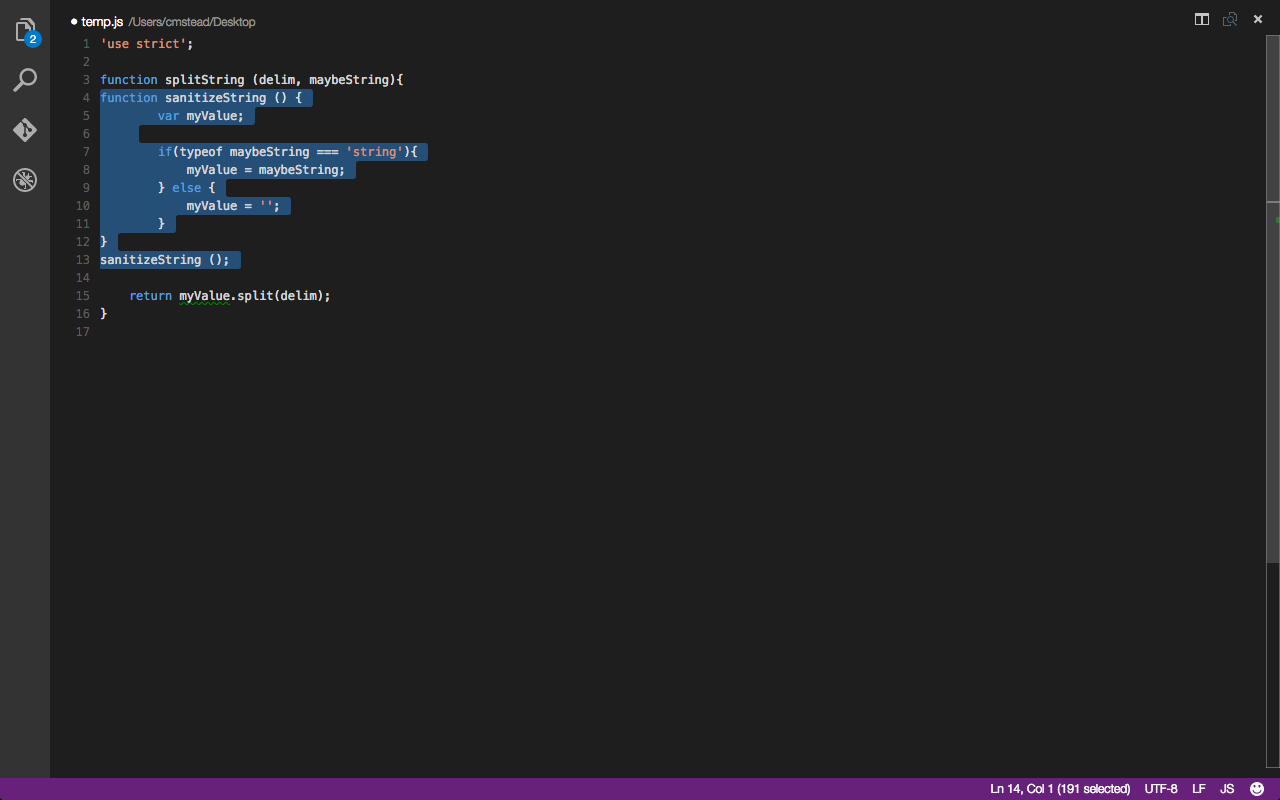 2
● temp.js /Users/cmstead/Desktop
1 'use strict';
2
3 function splitString (delim, maybeString){
4 function sanitizeString () {
5         var myValue;
6
7         if(typeof maybeString === 'string'){
8             myValue = maybeString;
9         } else {
10             myValue = '';
11         }
12 }
13 sanitizeString ();
14
15     return myValue.split(delim);
16 }
17
Ln 14, Col 1 (191 selected) UTF-8 LF JS